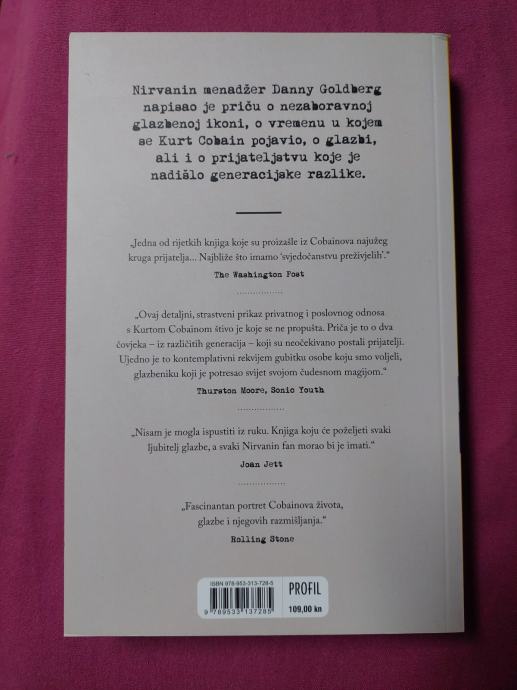 Nirvanin menadžer Danny Goldberg
napisao je priču o nezaboravnoj
glazbenoj ikoni, o vremenu u kojem
se Kurt Cobain pojavio, o glazbi,
ali i o prijateljstvu koje je
nadišlo generacijske razlike.
„Jedna od rijetkih knjiga koje su proizašle iz Cobainova najužeg
kruga prijatelja... Najbliže što imamo ‘svjedočanstvu preživjelih’.“
The Washington Post
„Ovaj detaljni, strastveni prikaz privatnog i poslovnog odnosa
s Kurtom Cobainom štivo je koje se ne propušta. Priča je to o dva
čovjeka – iz različitih generacija – koji su neočekivano postali prijatelji.
Ujedno je to kontemplativni rekvijem gubitku osobe koju smo voljeli,
glazbeniku koji je potresao svijet svojom čudesnom magijom.“
Thurston Moore, Sonic Youth
„Nisam je mogla ispustiti iz ruku. Knjiga koju će poželjeti svaki
ljubitelj glazbe, a svaki Nirvanin fan morao bi je imati.“
Joan Jett
„Fascinantan portret Cobainova života,
glazbe i njegovih razmišljanja.“
Rolling Stone
ISBN 978-953-313-728-5
9 789533 137285
PROFIL
109,00 kn